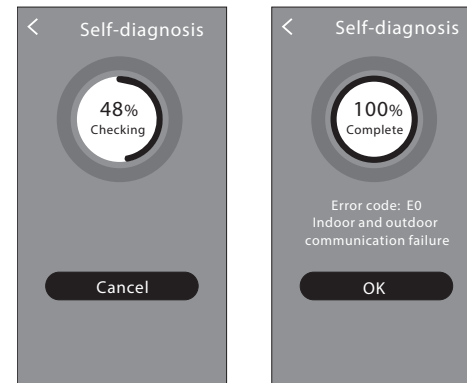 Self-diagnosis
48%
Checking
Cancel
Self-diagnosis
100%
Complete
Error code: E0
Indoor and outdoor
communication failure
OK